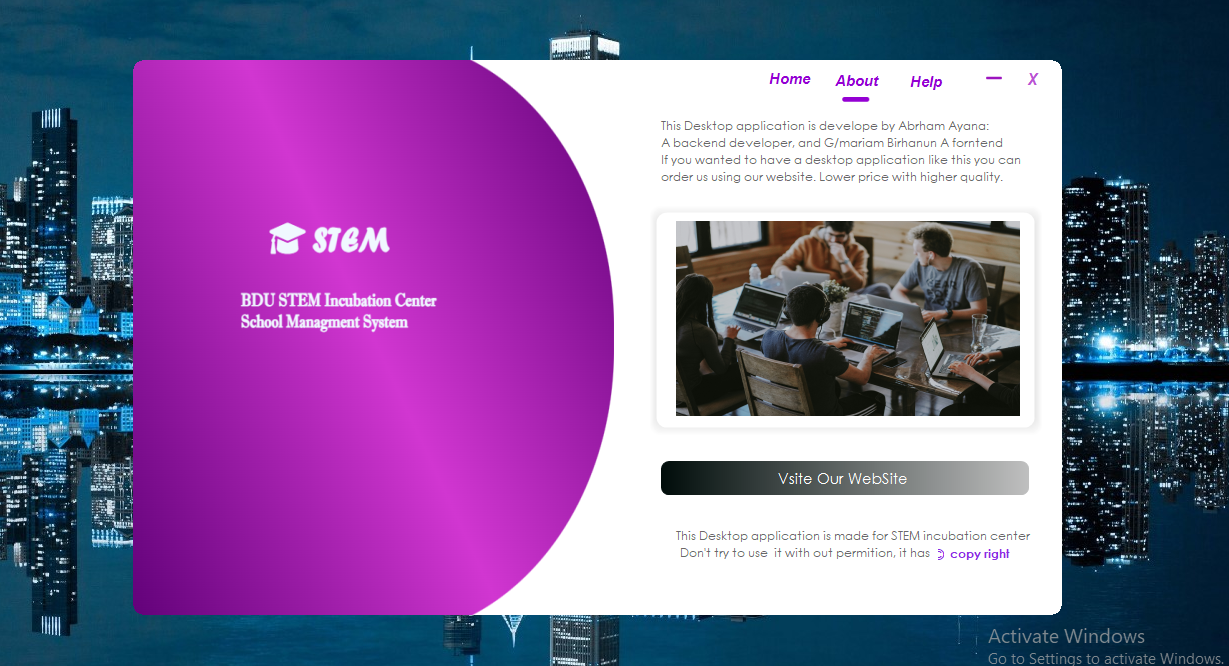 Home About Help — X
This Desktop application is develope by Abrham Ayana:
A backend developer, and G/mariam Birhanun A forntend
If you wanted to have a desktop application like this you can
order us using our website. Lower price with higher quality.
STEM
BDU STEM Incubation Center
School Managment System
Vsite Our WebSite
This Desktop application is made for STEM incubation center
Don't try to use it with out permition, it has copy right
Activate Windows
Go to Settings to activate Windows.